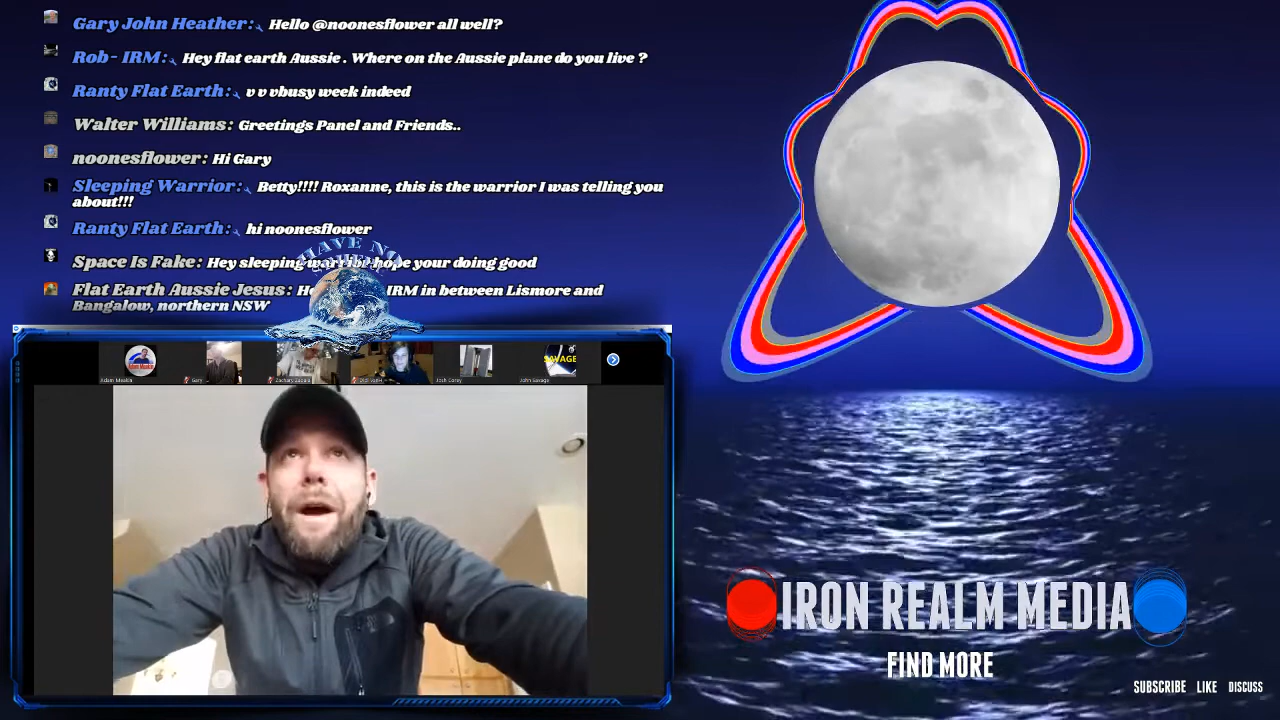 Gary John Heather: Hello @noonesflower all well?
Rob- IRM: Hey flat earth Aussie . Where on the Aussie plane do you live ?
Ranty Flat Earth: v v vbusy week indeed
Walter Williams: Greetings Panel and Friends..
noonesflower: Hi Gary
Sleeping Warrior: Betty!!!! Roxanne, this is the warrior I was telling you
about!!!
Ranty Flat Earth: hi noonesflower
HAVE NO
Space Is Fake: Hey sleeping warrior hope your doing good
Flat Earth Aussie Jesus: IRM in between Lismore and
Bangalow, northern NSW
SAVAGE
Adam Meakin
Gary
Josh Corey
John Savage
IRON REALM MEDIA
FIND MORE
SUBSCRIBE LIKE DISCUSS